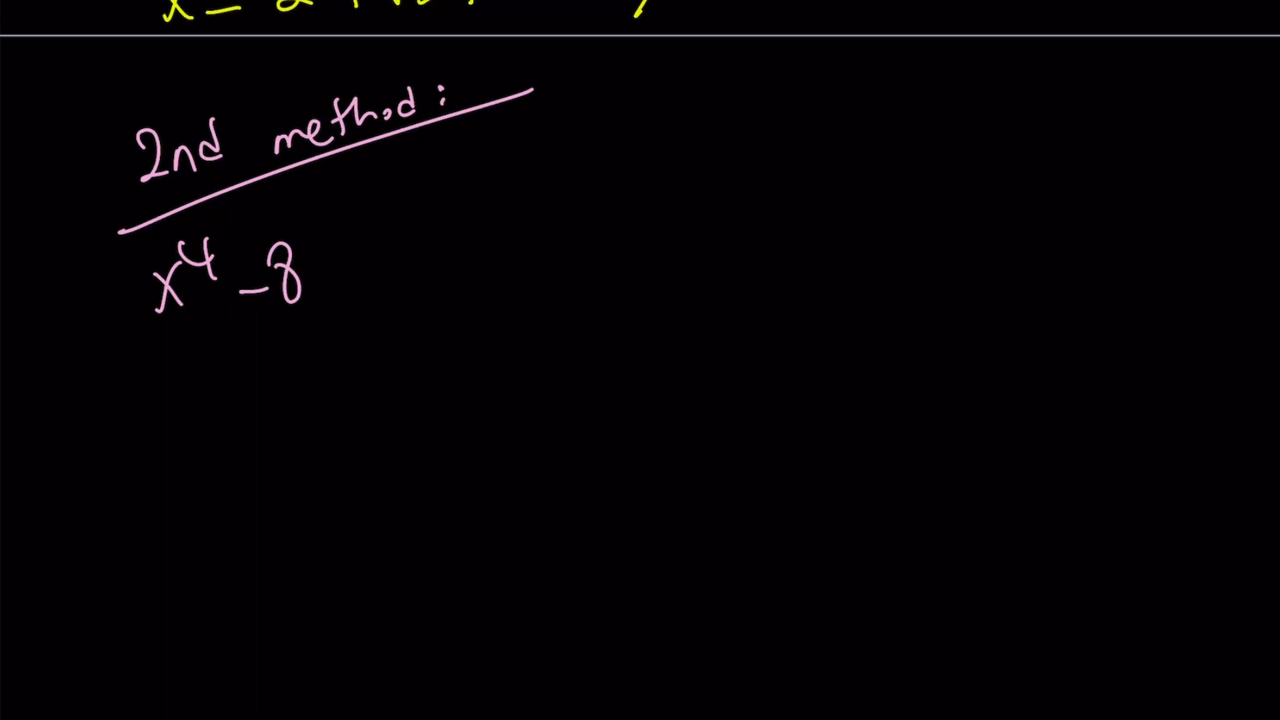 x =
2nd method:
x⁴ - 8